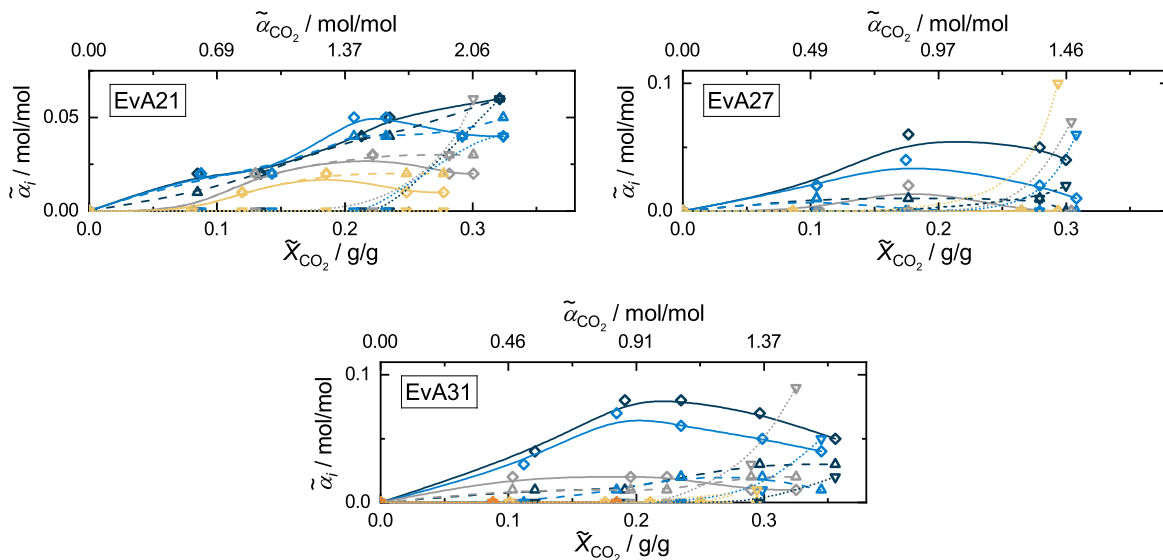 α̃CO₂ / mol/mol
0.00 0.69 1.37 2.06
0.05
0.00
α̃ᵢ / mol/mol
EvA21
0.0 0.1 0.2 0.3
X̃CO₂ / g/g
α̃CO₂ / mol/mol
0.00 0.49 0.97 1.46
0.1
0.0
α̃ᵢ / mol/mol
EvA27
0.0 0.1 0.2 0.3
X̃CO₂ / g/g
α̃CO₂ / mol/mol
0.00 0.46 0.91 1.37
0.1
0.0
α̃ᵢ / mol/mol
EvA31
0.0 0.1 0.2 0.3
X̃CO₂ / g/g